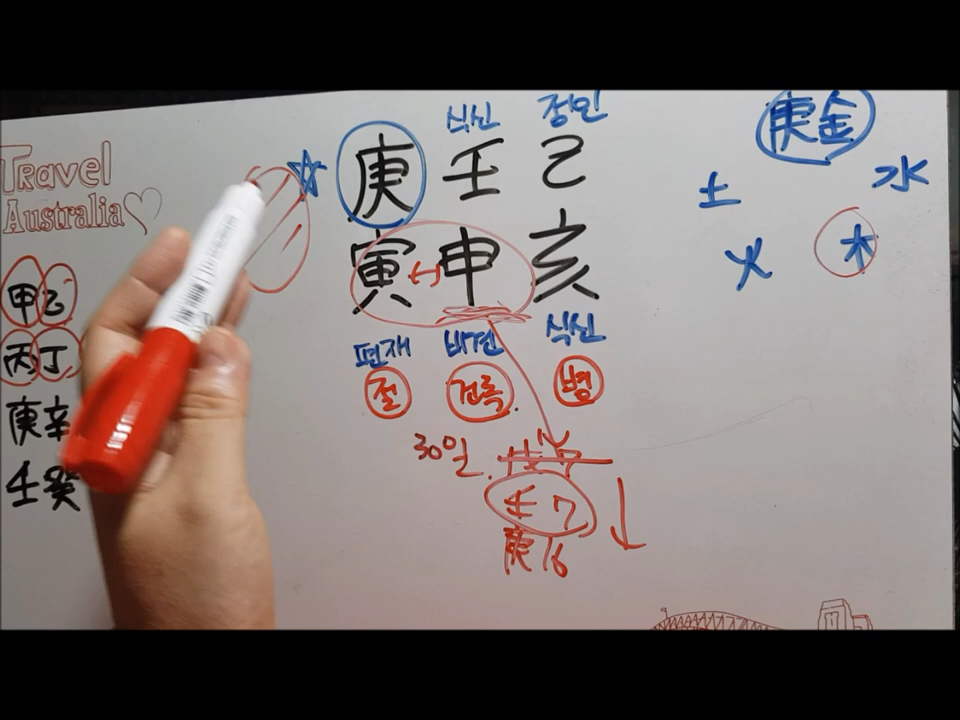 Travel
Australia
甲乙
丙丁
庚辛
壬癸
식신 정인
庚 壬 己
寅 申 亥
편재 비견 식신
절 건록 병
30일
壬 7
庚 16
庚金
土 水
火 木